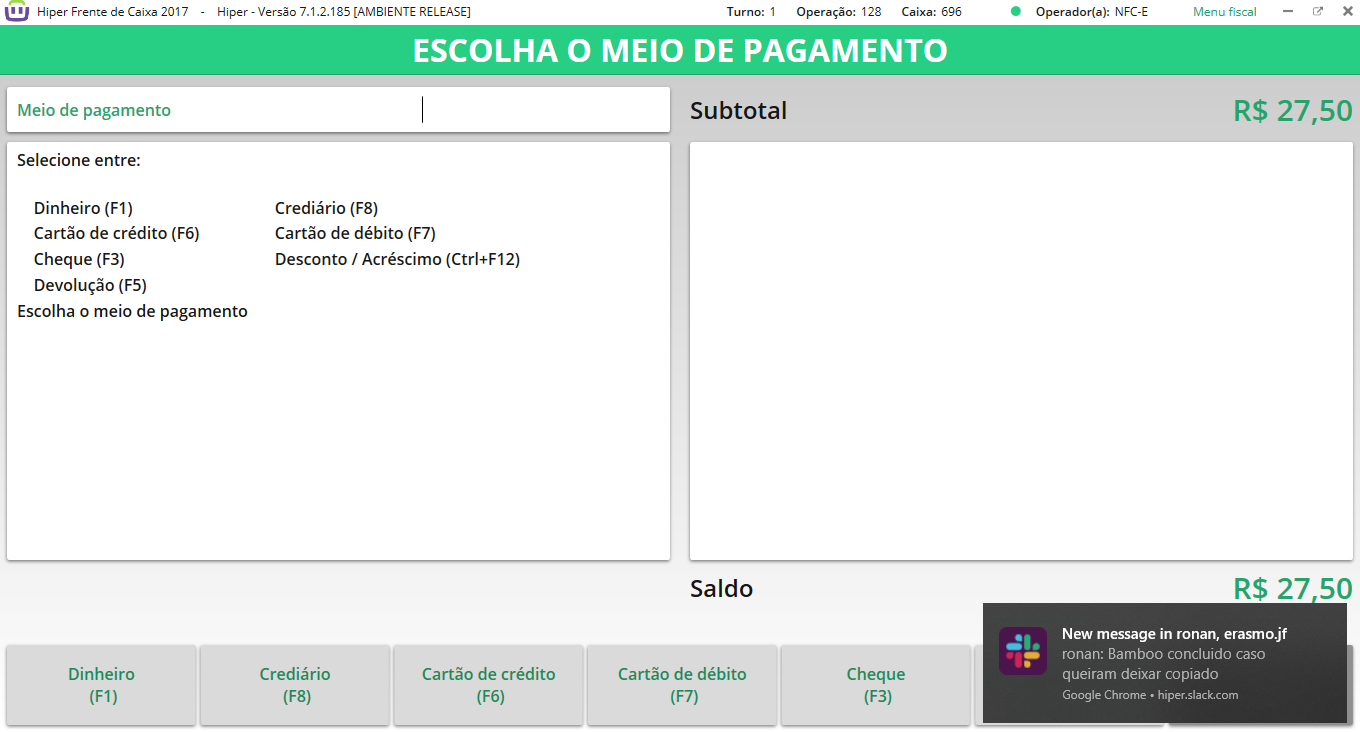 Hiper Frente de Caixa 2017 - Hiper - Versão 7.1.2.185 [AMBIENTE RELEASE] Turno: 1 Operação: 128 Caixa: 696 Operador(a): NFC-E Menu fiscal
ESCOLHA O MEIO DE PAGAMENTO
Meio de pagamento
Subtotal R$ 27,50
Selecione entre:
Dinheiro (F1) Crediário (F8)
Cartão de crédito (F6) Cartão de débito (F7)
Cheque (F3) Desconto / Acréscimo (Ctrl+F12)
Devolução (F5)
Escolha o meio de pagamento
Saldo R$ 27,50
New message in ronan, erasmo.jf
ronan: Bamboo concluido caso
queiram deixar copiado
Google Chrome • hiper.slack.com
Dinheiro
(F1)
Crediário
(F8)
Cartão de crédito
(F6)
Cartão de débito
(F7)
Cheque
(F3)